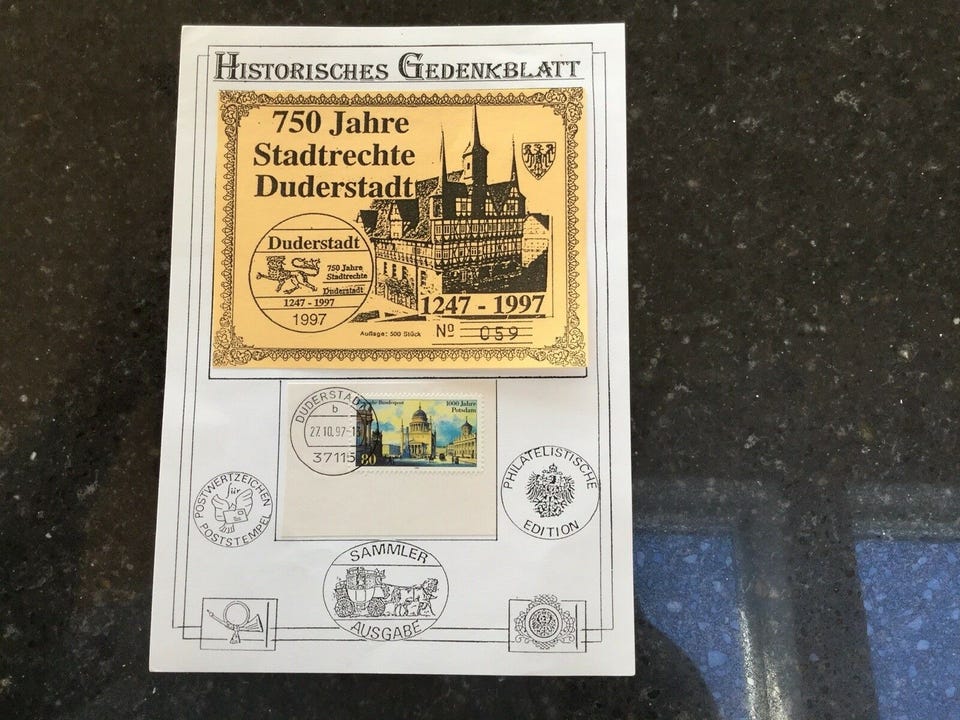 HISTORISCHES GEDENKBLATT
750 Jahre
Stadtrechte
Duderstadt
Duderstadt
750 Jahre
Stadtrechte
Duderstadt
1247 - 1997
1997
1247 - 1997
Auflage: 500 Stück
Nº 059
DUDERSTADT
b
27.10.97-
37115
Bundespost
1000 Jahre
Potsdam
80
POSTWERTZEICHEN
für
POSTSTEMPEL
PHILATELISTISCHE
EDITION
SAMMLER
AUSGABE